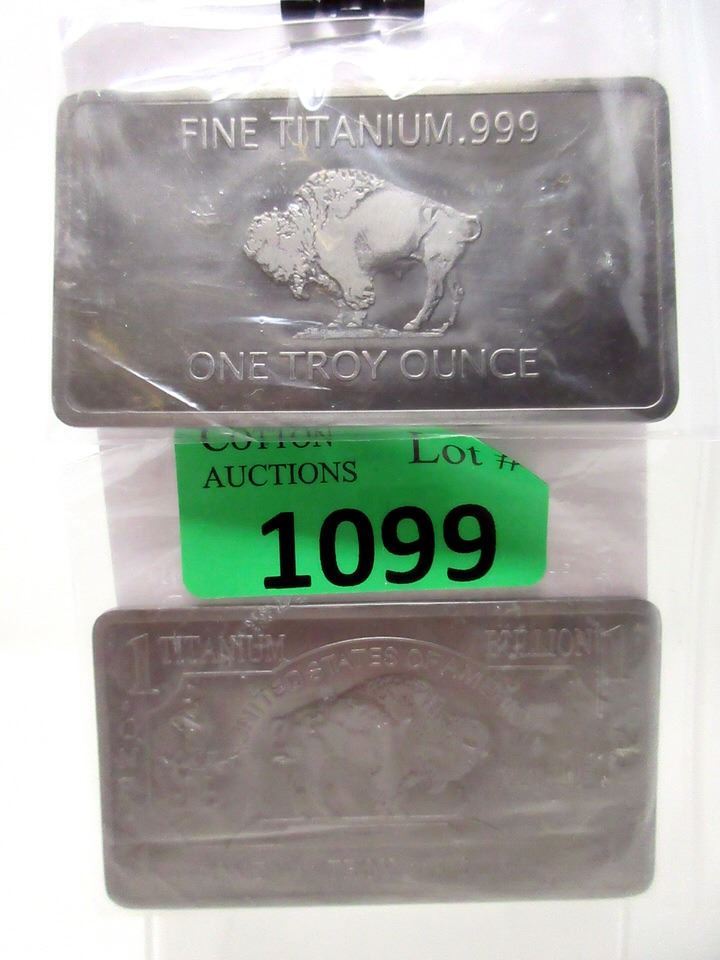 FINE TITANIUM.999
ONE TROY OUNCE
COTTON
AUCTIONS
Lot #
1099
1 TITANIUM BULLION 1
UNITED STATES OF AMERICA